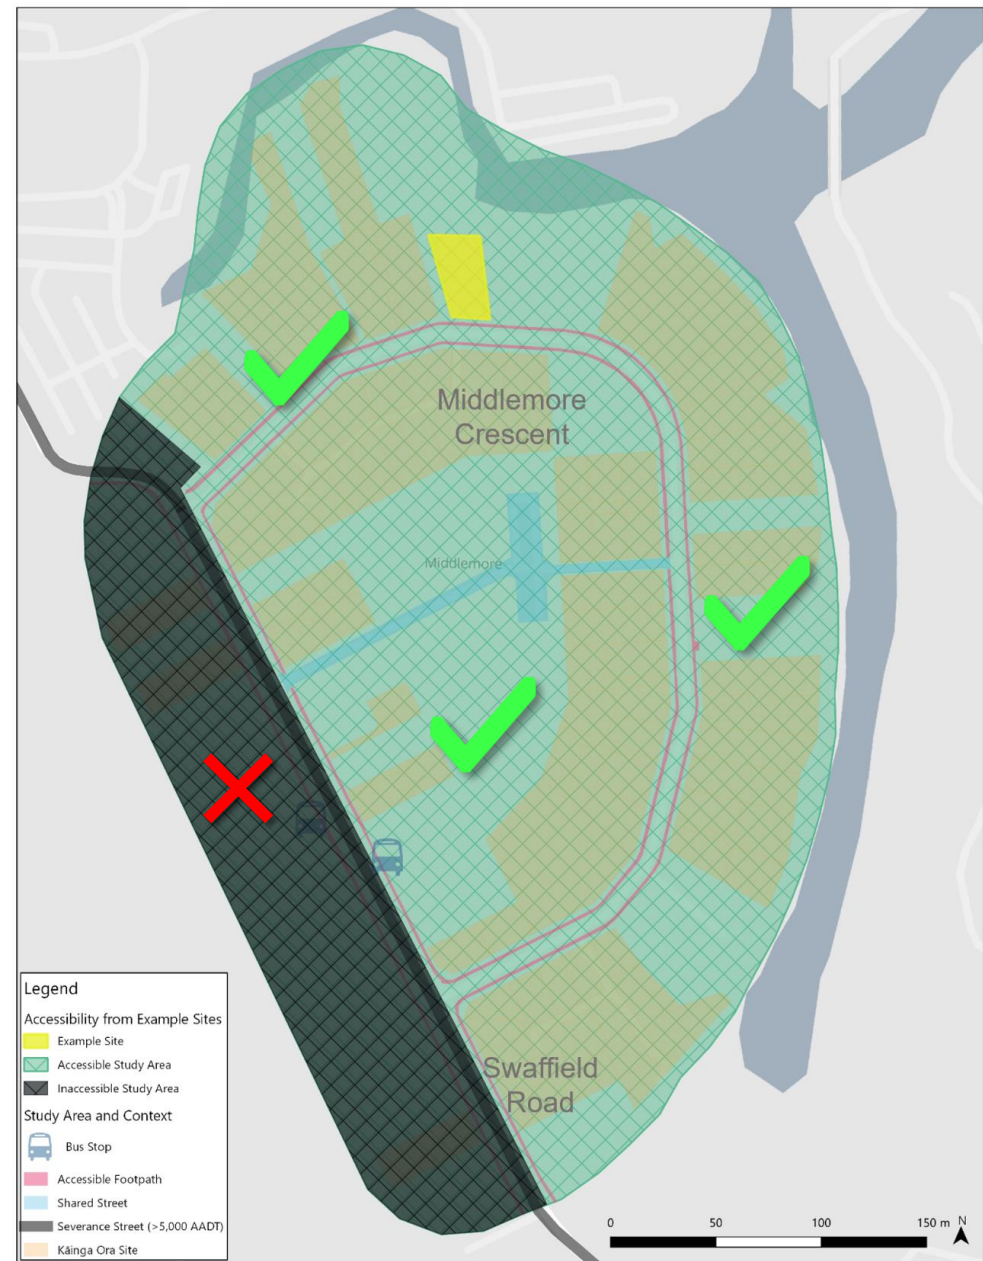 Middlemore
Crescent
Middlemore
Swaffield
Road
Legend
Accessibility from Example Sites
Example Site
Accessible Study Area
Inaccessible Study Area
Study Area and Context
Bus Stop
Accessible Footpath
Shared Street
Severance Street (>5,000 AADT)
Kāinga Ora Site
0 50 100 150 m N